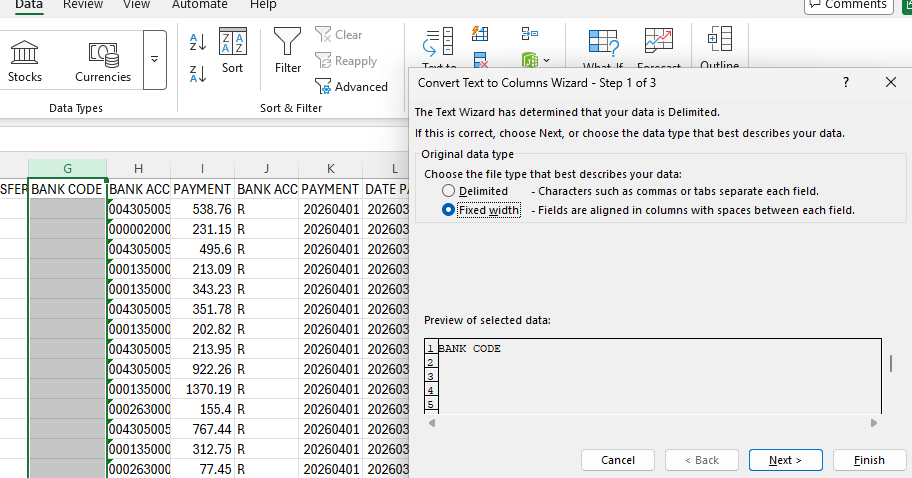 Data Review View Automate Help Comments
Clear
Reapply
Advanced
Stocks Currencies Sort Filter Text to What-If Forecast Outline
Data Types Sort & Filter
Convert Text to Columns Wizard - Step 1 of 3 ? ×
The Text Wizard has determined that your data is Delimited.
If this is correct, choose Next, or choose the data type that best describes your data.
Original data type
Choose the file type that best describes your data:
Delimited - Characters such as commas or tabs separate each field.
Fixed width - Fields are aligned in columns with spaces between each field.
Preview of selected data:
1 BANK CODE
2
3
4
5
Cancel < Back Next > Finish
G H I J K L
SFER BANK CODE BANK ACC PAYMENT BANK ACC PAYMENT DATE P
004305005 538.76 R 20260401 202603
000002000 231.15 R 20260401 202603
004305005 495.6 R 20260401 202603
000135000 213.09 R 20260401 202603
000135000 343.23 R 20260401 202603
004305005 351.78 R 20260401 202603
000135000 202.82 R 20260401 202603
004305005 213.95 R 20260401 202603
004305005 922.26 R 20260401 202603
000135000 1370.19 R 20260401 202603
000263000 155.4 R 20260401 202603
004305005 767.44 R 20260401 202603
000135000 312.75 R 20260401 202603
000263000 77.45 R 20260401 202603